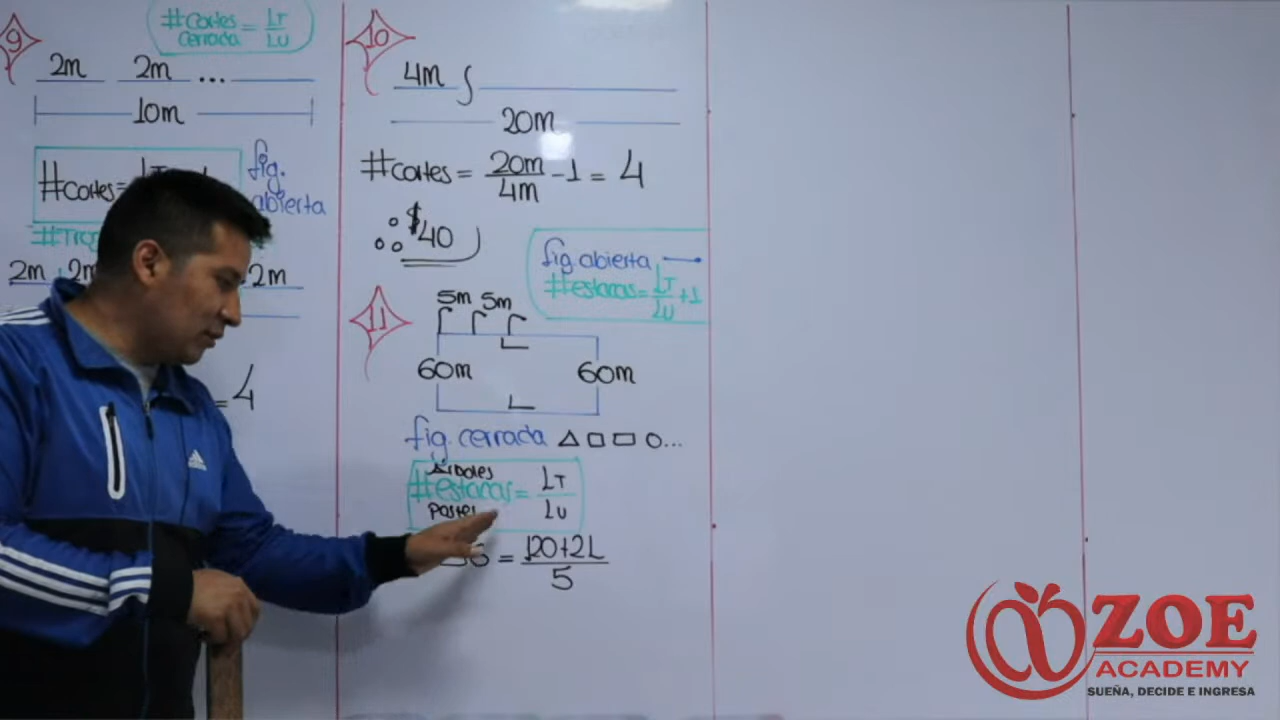 9
#Cortes
cerrada = LT/LU
2m 2m ...
10m
#Cortes=
fig.
abierta
2m 2m 2m
= 4
10
4m
20m
#cortes = 20m/4m - 1 = 4
∴ $40
fig abierta
#estacas = LT/LU + 1
11
5m 5m
L
60m 60m
L
fig. cerrada △ □ ▭ ○...
Árboles
#estacas = LT/LU
Postes
= 120+2L/5
ZOE
ACADEMY
SUEÑA, DECIDE E INGRESA